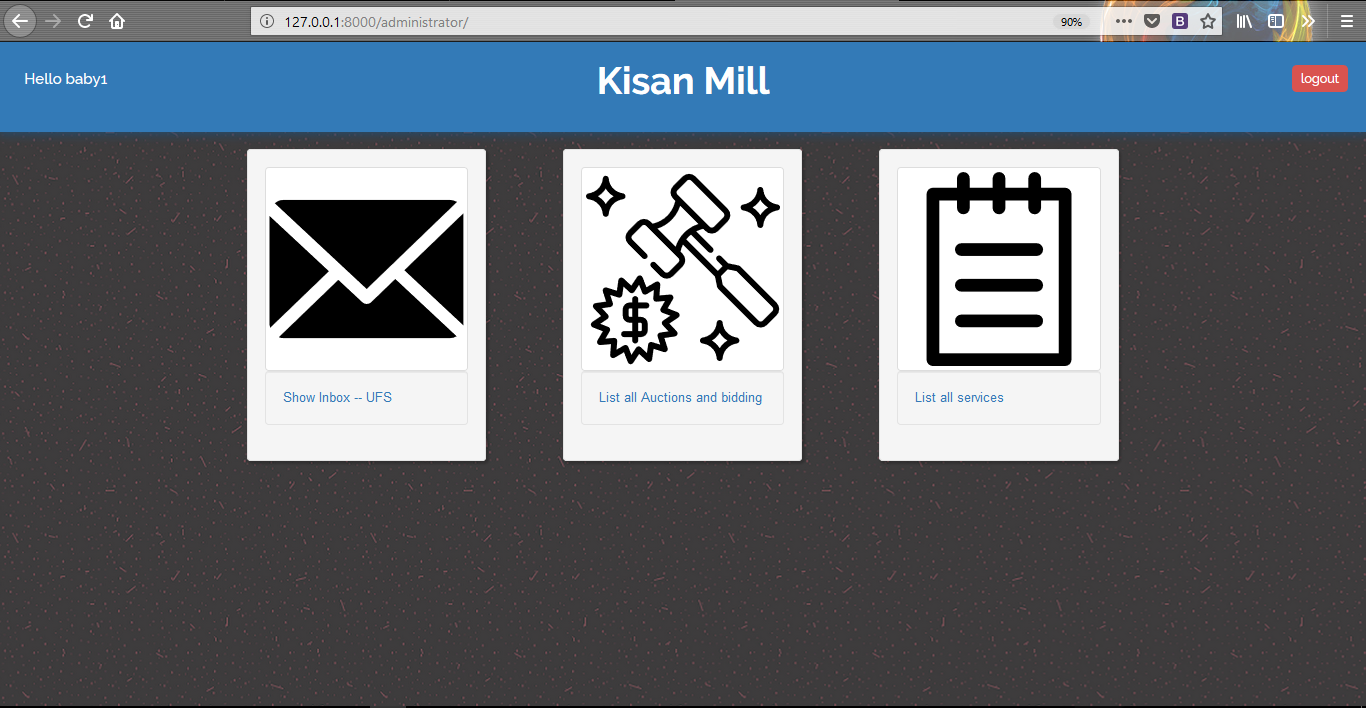 127.0.0.1:8000/administrator/
90%
B
Hello baby1
Kisan Mill
logout
$
Show Inbox -- UFS
List all Auctions and bidding
List all services